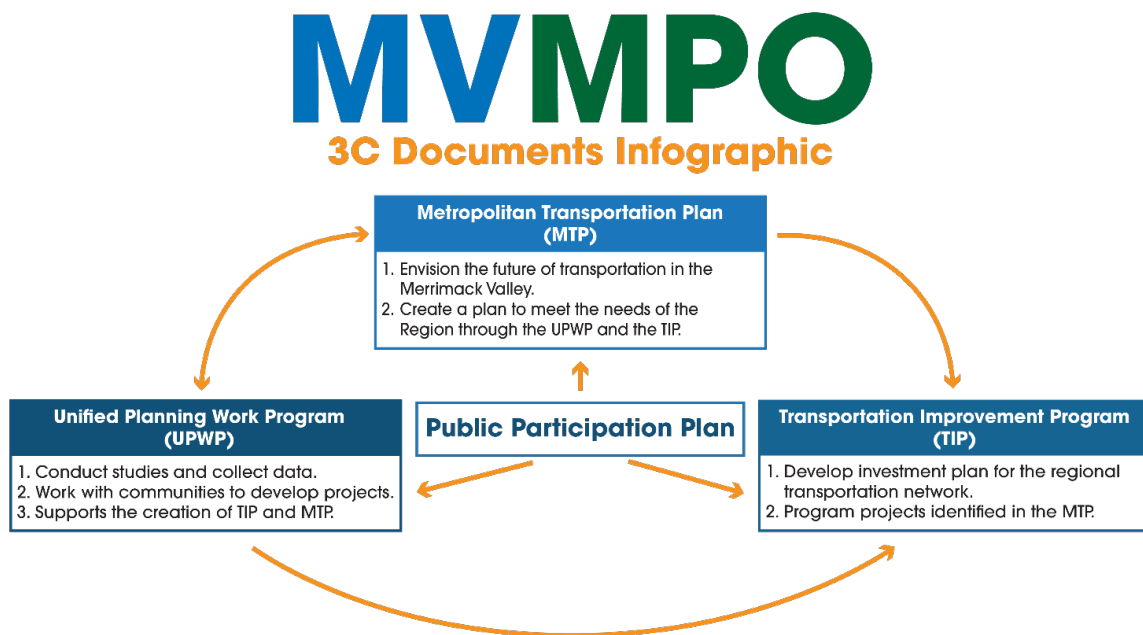 MVMPO
3C Documents Infographic
Metropolitan Transportation Plan
(MTP)
1. Envision the future of transportation in the
Merrimack Valley.
2. Create a plan to meet the needs of the
Region through the UPWP and the TIP.
Unified Planning Work Program
(UPWP)
1. Conduct studies and collect data.
2. Work with communities to develop projects.
3. Supports the creation of TIP and MTP.
Public Participation Plan
Transportation Improvement Program
(TIP)
1. Develop investment plan for the regional
transportation network.
2. Program projects identified in the MTP.